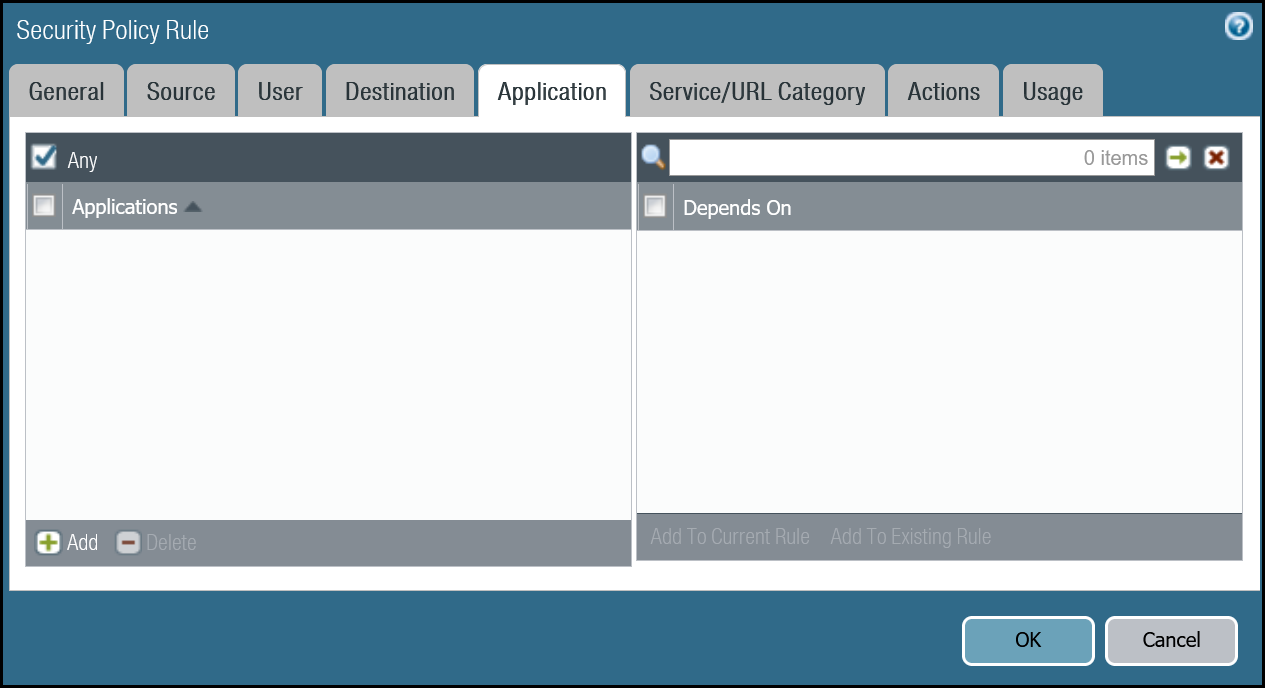 Security Policy Rule
?
General Source User Destination Application Service/URL Category Actions Usage
Any
0 items
Applications
Depends On
Add Delete
Add To Current Rule Add To Existing Rule
OK Cancel